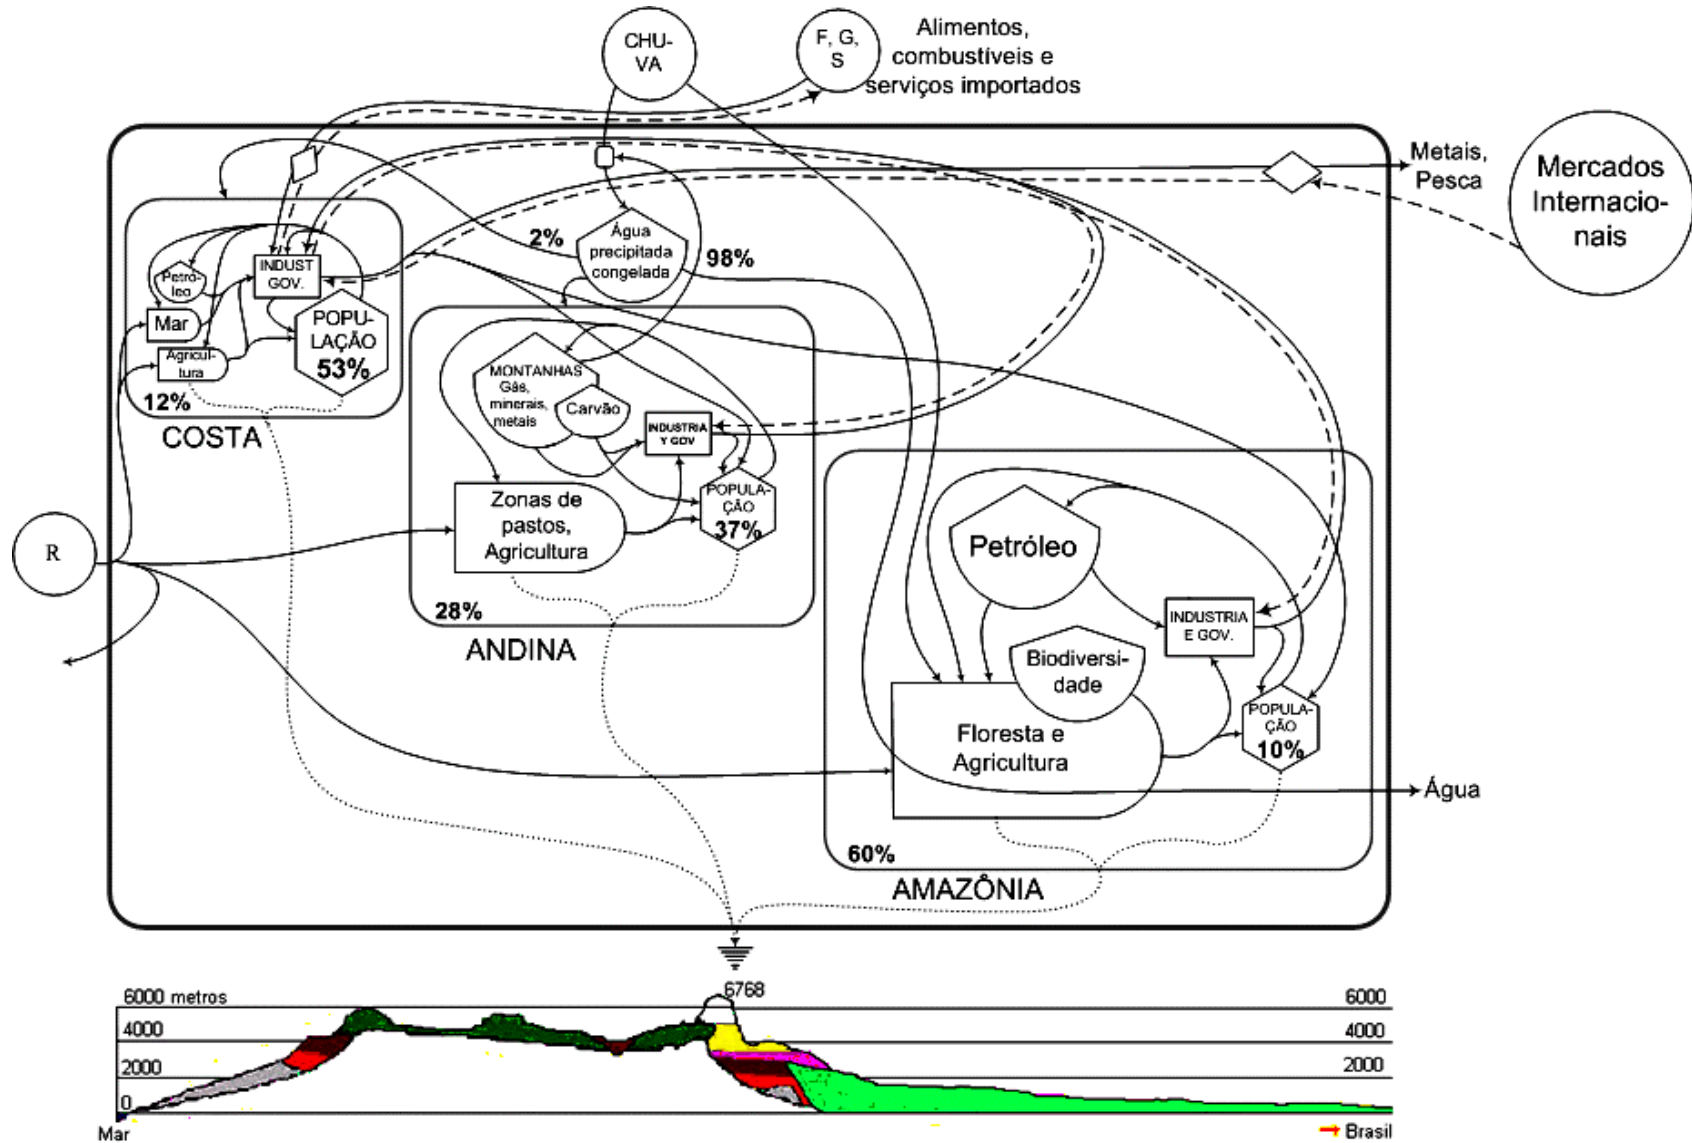 CHU-
VA
F, G,
S
Alimentos,
combustíveis e
serviços importados
Metais,
Pesca
Mercados
Internacio-
nais
Água
precipitada
congelada
2%
98%
Petró-
leo
INDUST
GOV.
Mar
Agricul-
tura
POPU-
LAÇÃO
53%
12%
COSTA
MONTANHAS
Gás,
minerais,
metais
Carvão
INDUSTRIA
Y GOV
Zonas de
pastos,
Agricultura
POPULA-
ÇÃO
37%
28%
ANDINA
R
Petróleo
INDUSTRIA
E GOV.
Biodiversi-
dade
Floresta e
Agricultura
POPULA-
ÇÃO
10%
Água
60%
AMAZÔNIA
6768
6000 metros
6000
4000
4000
2000
2000
0
0
Mar
Brasil